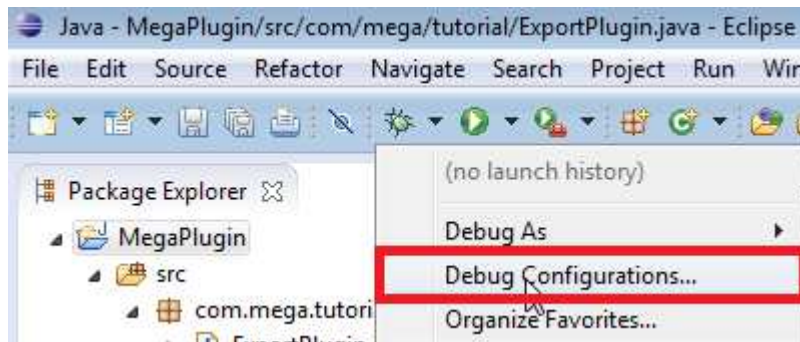 Java - MegaPlugin/src/com/mega/tutorial/ExportPlugin.java - Eclipse
File Edit Source Refactor Navigate Search Project Run
Package Explorer
(no launch history)
MegaPlugin
Debug As
src
Debug Configurations...
com.mega.tutori
Organize Favorites...